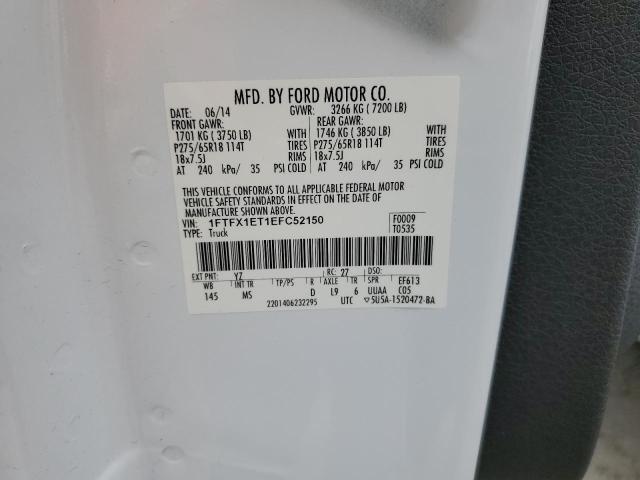 MFD. BY FORD MOTOR CO.
DATE: 06/14 GVWR: 3266 KG ( 7200 LB)
FRONT GAWR: REAR GAWR:
1701 KG ( 3750 LB) WITH 1746 KG ( 3850 LB) WITH
P275/65R18 114T TIRES P275/65R18 114T TIRES
18x7.5J RIMS 18x7.5J RIMS
AT 240 kPa/ 35 PSI COLD AT 240 kPa/ 35 PSI COLD
THIS VEHICLE CONFORMS TO ALL APPLICABLE FEDERAL MOTOR
VEHICLE SAFETY STANDARDS IN EFFECT ON THE DATE OF
MANUFACTURE SHOWN ABOVE.
VIN: 1FTFX1ET1EFC52150 F0009
TYPE: Truck T0535
EXT PNT: YZ RC: 27 DSO:
WB INT TR TP/PS R AXLE TR SPR EF613
145 MS D L9 6 UUAA C05
2201406232295 UTC ▽5U5A-1520472-BA